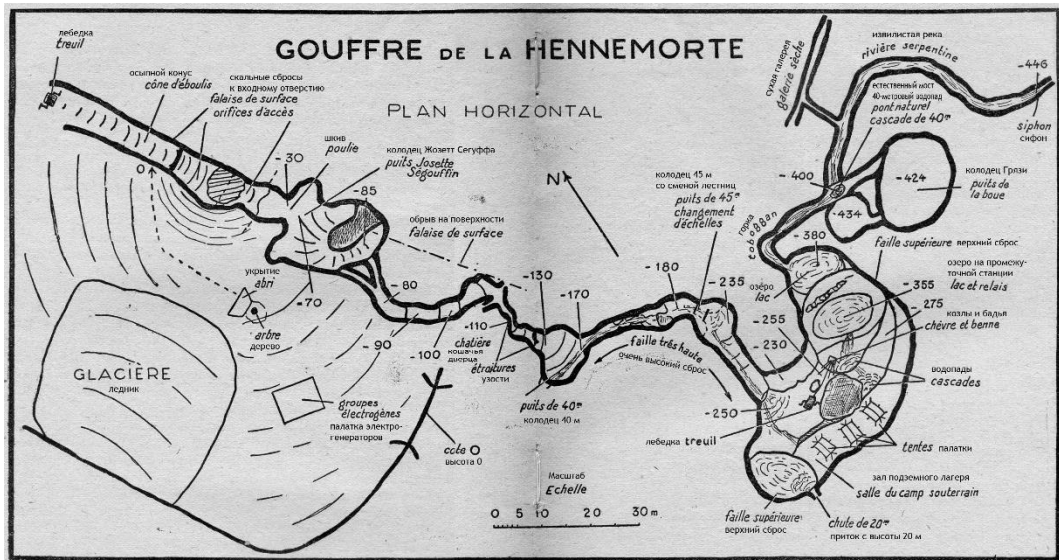 GOUFFRE DE LA HENNEMORTE
PLAN HORIZONTAL
лебедка
treuil
осыпной конус
cône d'éboulis
скальные сбросы
к входному отверстию
falaise de surface
orifices d'accès
0
-30
шкив
poulie
колодец Жозетт Сегуффа
puits Josette
Ségouffin
-85
обрыв на поверхности
falaise de surface
N
укрытие
abri
arbre
дерево
-70
-80
-90
-100
GLACIÈRE
ледник
groupes
électrogènes
палатка электро-
генераторов
cote 0
высота 0
-110
chatière
кошачья
дверца
étroitures
узости
-130
-170
puits de 40m
колодец 40 м
faille très haute
очень высокий сброс
-180
колодец 45 м
со сменой лестниц
puits de 45m
changement
d'échelles
-235
-255
-230
-250
лебедка treuil
Масштаб
Echelle
0 5 10 20 30 m
faille supérieure
верхний сброс
chute de 20m
приток с высоты 20 м
зал подземного лагеря
salle du camp souterrain
tentes палатки
водопады
cascades
козлы и бадья
chèvre et benne
-275
-355
озеро на промежу-
точной станции
lac et relais
faille supérieure верхний сброс
-380
озéро
lac
горка
toboggan
-400
-434
-424
колодец Грязи
puits de
la boue
естественный мост
40-метровый водопад
pont naturel
cascade de 40m
сухая галерея
galerie sèche
извилистая река
rivière serpentine
-446
siphon
сифон